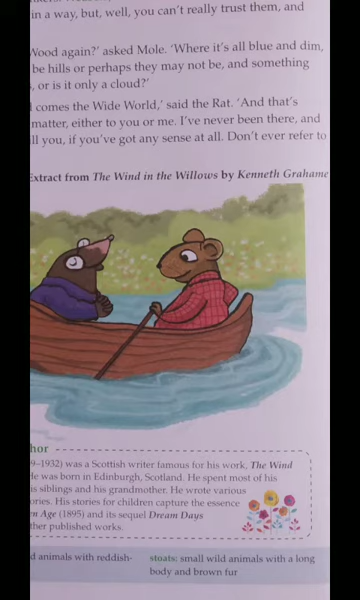 in a way, but, well, you can't really trust them, and
Wood again?' asked Mole. 'Where it's all blue and dim,
be hills or perhaps they may not be, and something
, or is it only a cloud?'
comes the Wide World,' said the Rat. 'And that's
matter, either to you or me. I've never been there, and
ll you, if you've got any sense at all. Don't ever refer to
Extract from The Wind in the Willows by Kenneth Grahame
hor
9–1932) was a Scottish writer famous for his work, The Wind
He was born in Edinburgh, Scotland. He spent most of his
is siblings and his grandmother. He wrote various
ories. His stories for children capture the essence
en Age (1895) and its sequel Dream Days
ther published works.
d animals with reddish-
stoats: small wild animals with a long
body and brown fur